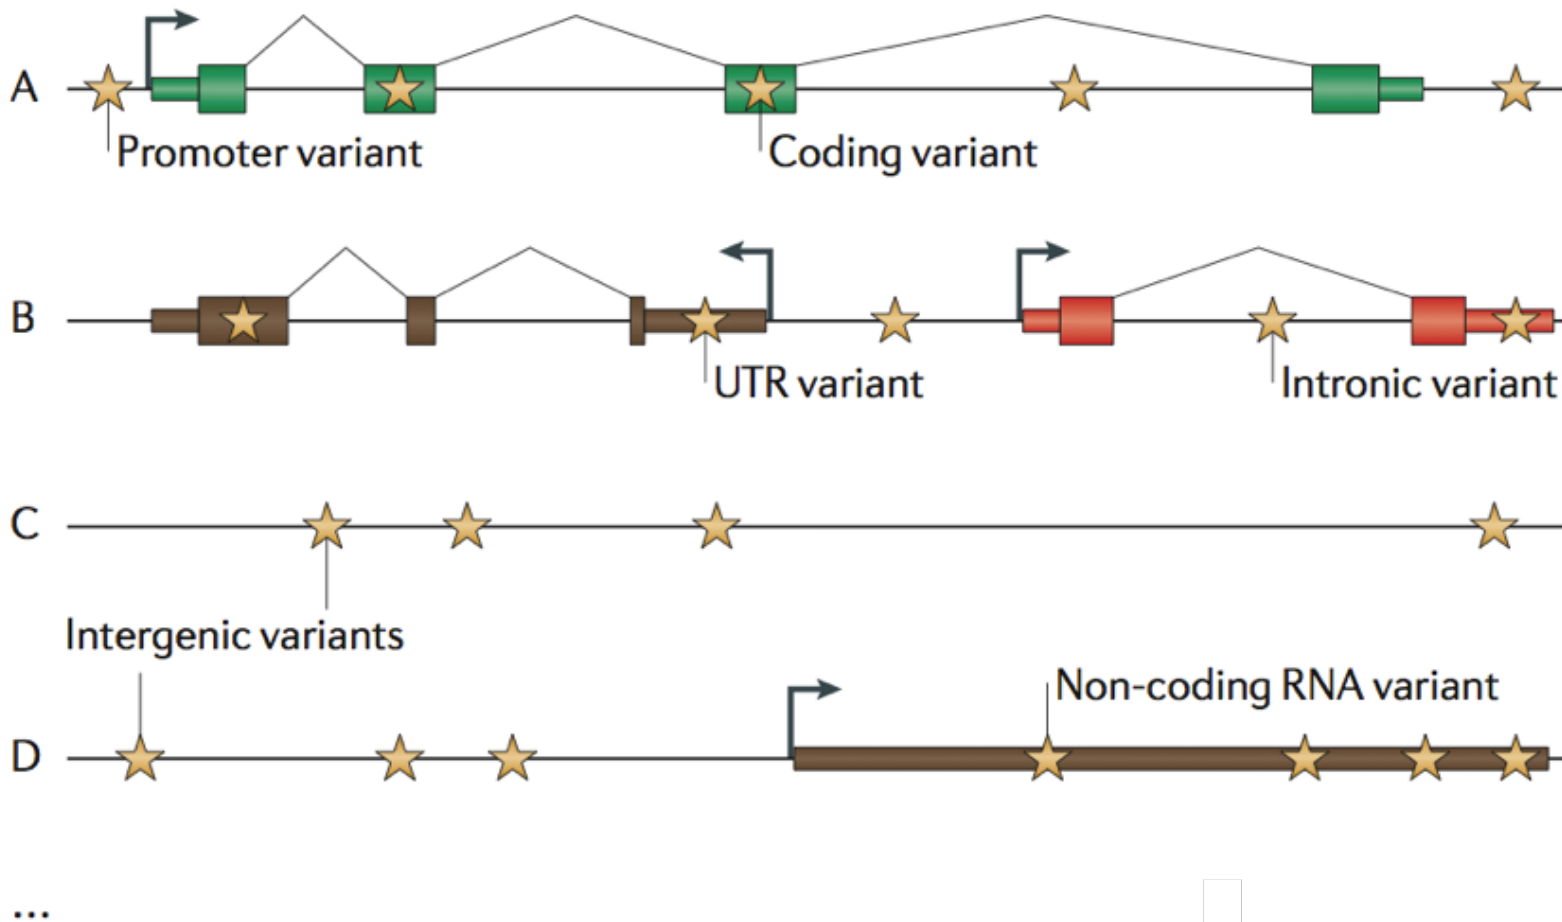 A
Promoter variant
Coding variant
B
UTR variant
Intronic variant
C
Intergenic variants
Non-coding RNA variant
D
...